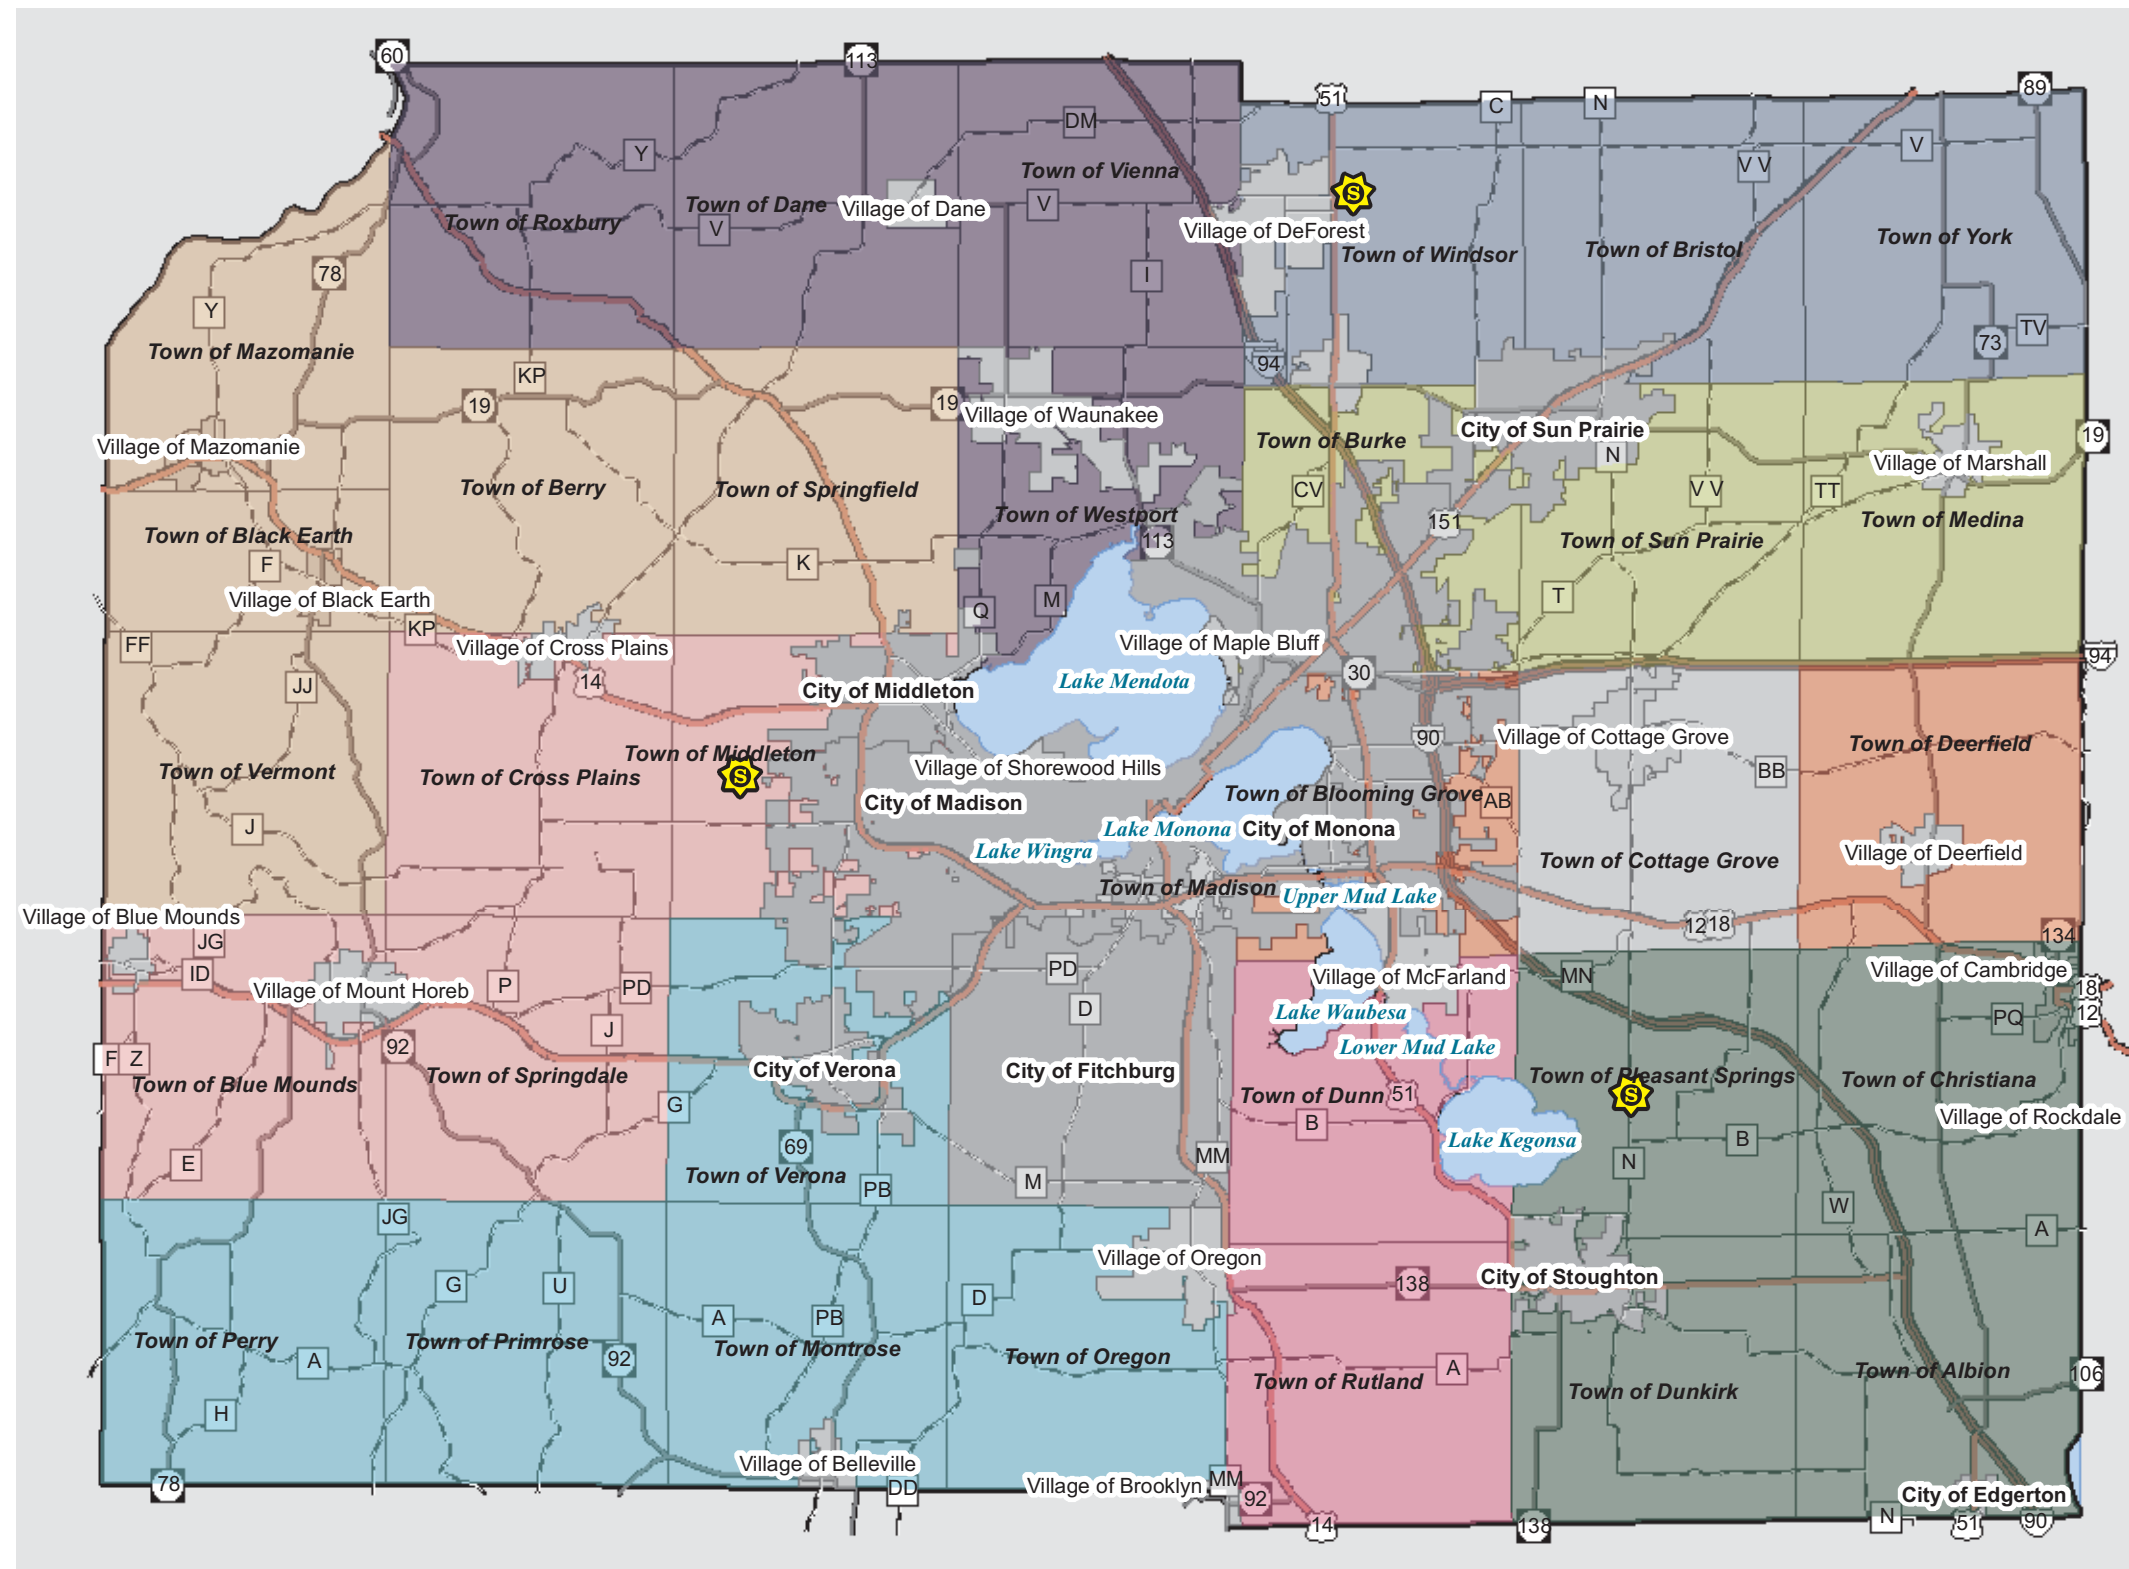 60
113
51
C
N
89
DM
Y
V
V V
Town of Vienna
Town of Roxbury
Town of Dane
Village of Dane
V
V
S
Village of DeForest
Town of Windsor
Town of Bristol
Town of York
78
I
Y
TV
73
94
Town of Mazomanie
KP
19
19
Village of Waunakee
Town of Burke
City of Sun Prairie
N
19
Village of Mazomanie
Village of Marshall
Town of Berry
Town of Springfield
CV
V V
TT
Town of Westport
151
Town of Medina
Town of Black Earth
113
Town of Sun Prairie
F
K
T
Village of Black Earth
Q
M
KP
FF
Village of Cross Plains
Village of Maple Bluff
94
JJ
14
City of Middleton
Lake Mendota
30
90
Village of Cottage Grove
Town of Deerfield
Town of Middleton
S
Town of Vermont
Town of Cross Plains
Village of Shorewood Hills
BB
City of Madison
Town of Blooming Grove
AB
J
Lake Monona
City of Monona
Lake Wingra
Town of Cottage Grove
Village of Deerfield
Town of Madison
Upper Mud Lake
Village of Blue Mounds
JG
1218
134
ID
P
PD
PD
Village of McFarland
MN
Village of Cambridge
Village of Mount Horeb
18
12
D
Lake Waubesa
PQ
J
92
F
Z
Lower Mud Lake
Town of Blue Mounds
Town of Springdale
City of Verona
City of Fitchburg
Town of Pleasant Springs
Town of Christiana
S
G
Town of Dunn
51
Village of Rockdale
B
69
Lake Kegonsa
B
E
MM
N
Town of Verona
PB
M
JG
W
A
Village of Oregon
G
U
138
City of Stoughton
D
A
PB
Town of Perry
Town of Primrose
Town of Montrose
A
92
Town of Oregon
A
Town of Rutland
Town of Albion
106
Town of Dunkirk
H
Village of Belleville
78
DD
Village of Brooklyn
MM
92
City of Edgerton
14
138
N
51
90